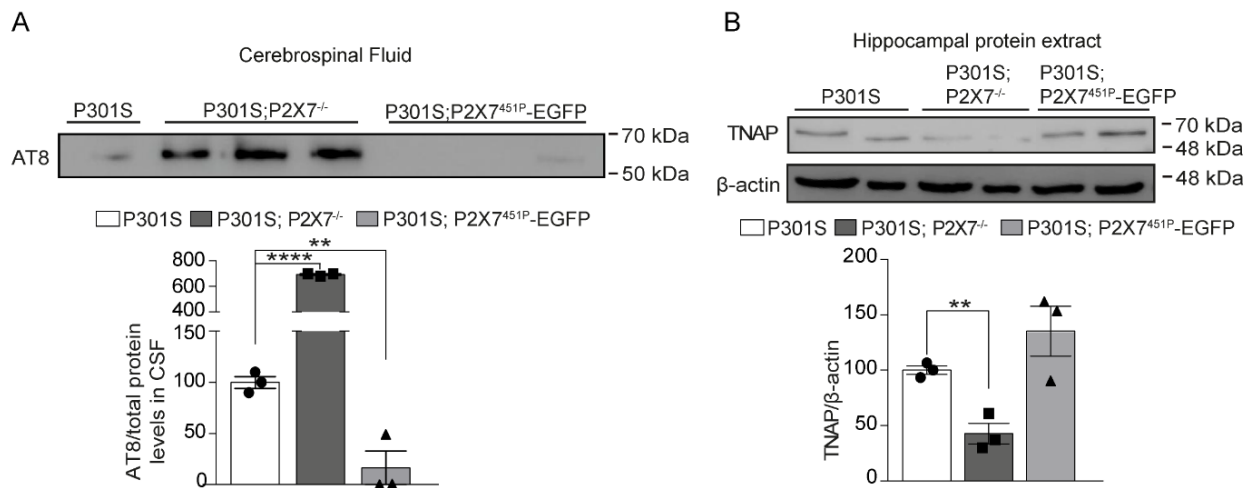 A
Cerebrospinal Fluid
P301S P301S;P2X7-/- P301S;P2X7451P-EGFP
AT8
70 kDa
50 kDa
P301S P301S; P2X7-/- P301S; P2X7451P-EGFP
AT8/total protein
levels in CSF
800
600
400
150
100
50
0
****
**
B
Hippocampal protein extract
P301S
P301S;
P2X7-/-
P301S;
P2X7451P-EGFP
TNAP
70 kDa
48 kDa
β-actin
48 kDa
P301S P301S; P2X7-/- P301S; P2X7451P-EGFP
TNAP/β-actin
200
150
100
50
0
**